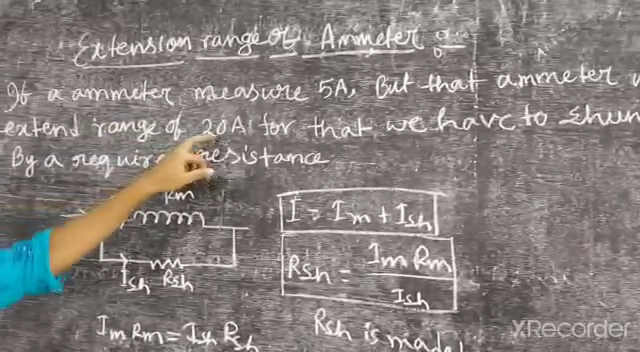 Extension range of Ammeter :-
If a ammeter measure 5A, But that ammeter
extend range of 20A, for that we have to shun
By a require resistance
Rm
I = Im + Ish
Rsh = Im Rm / Ish
Ish Rsh
Im Rm = Ish Rsh
Rsh is made
XRecorder